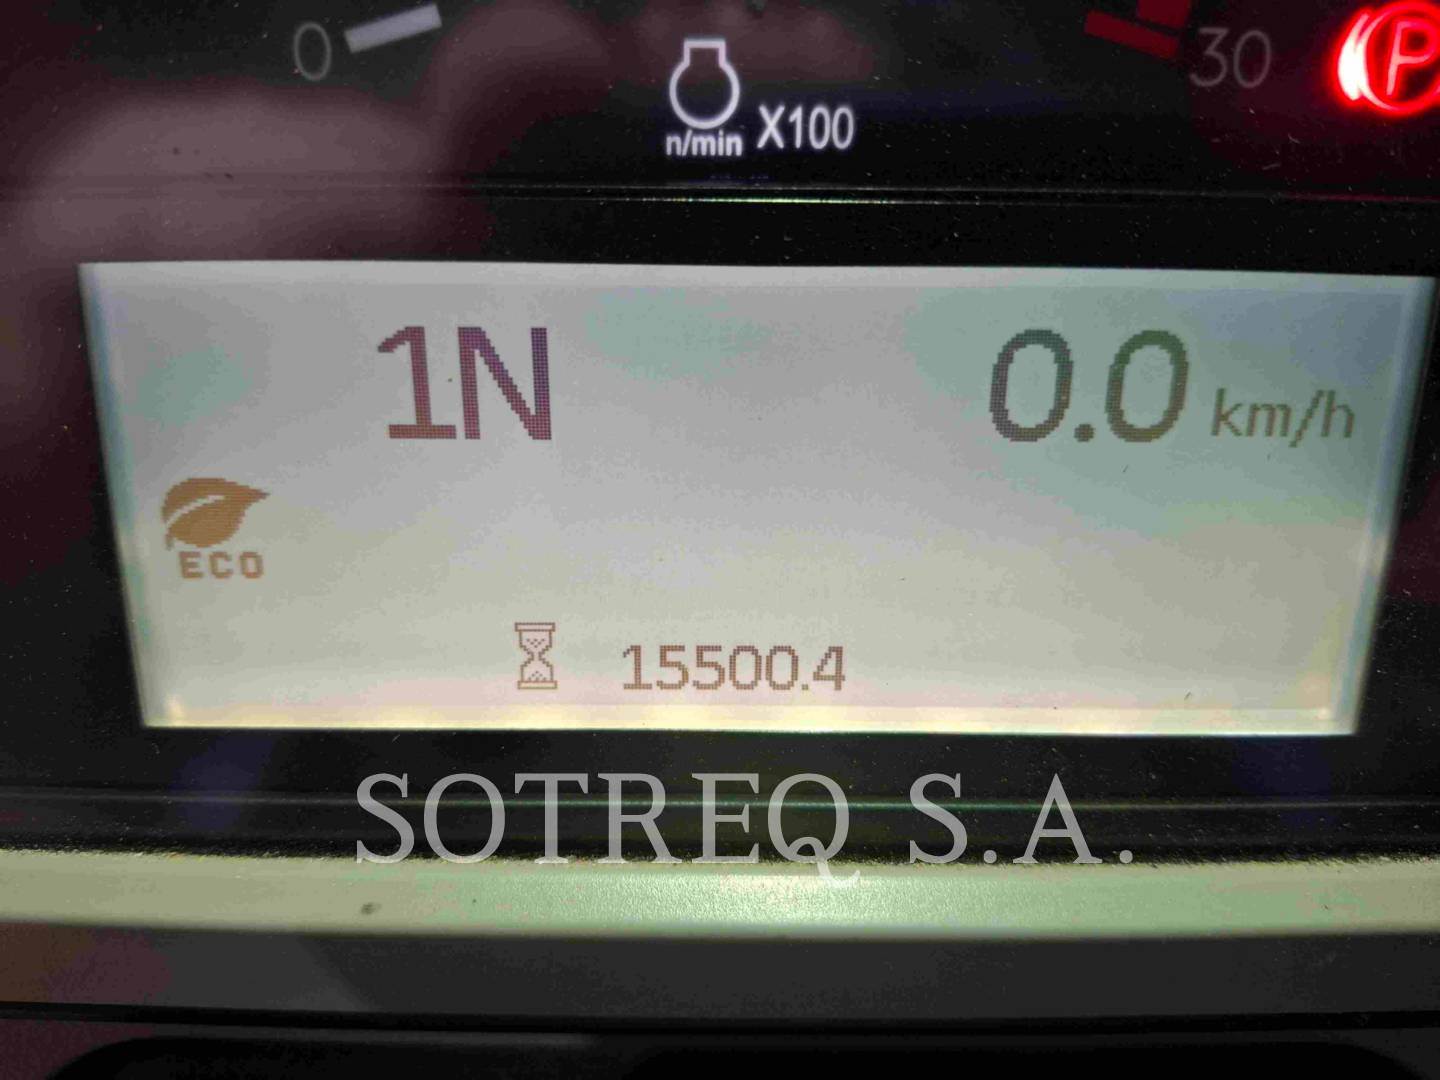 0 30 P
n/min X100
1N 0.0 km/h
ECO
15500.4
SOTREQ S.A.